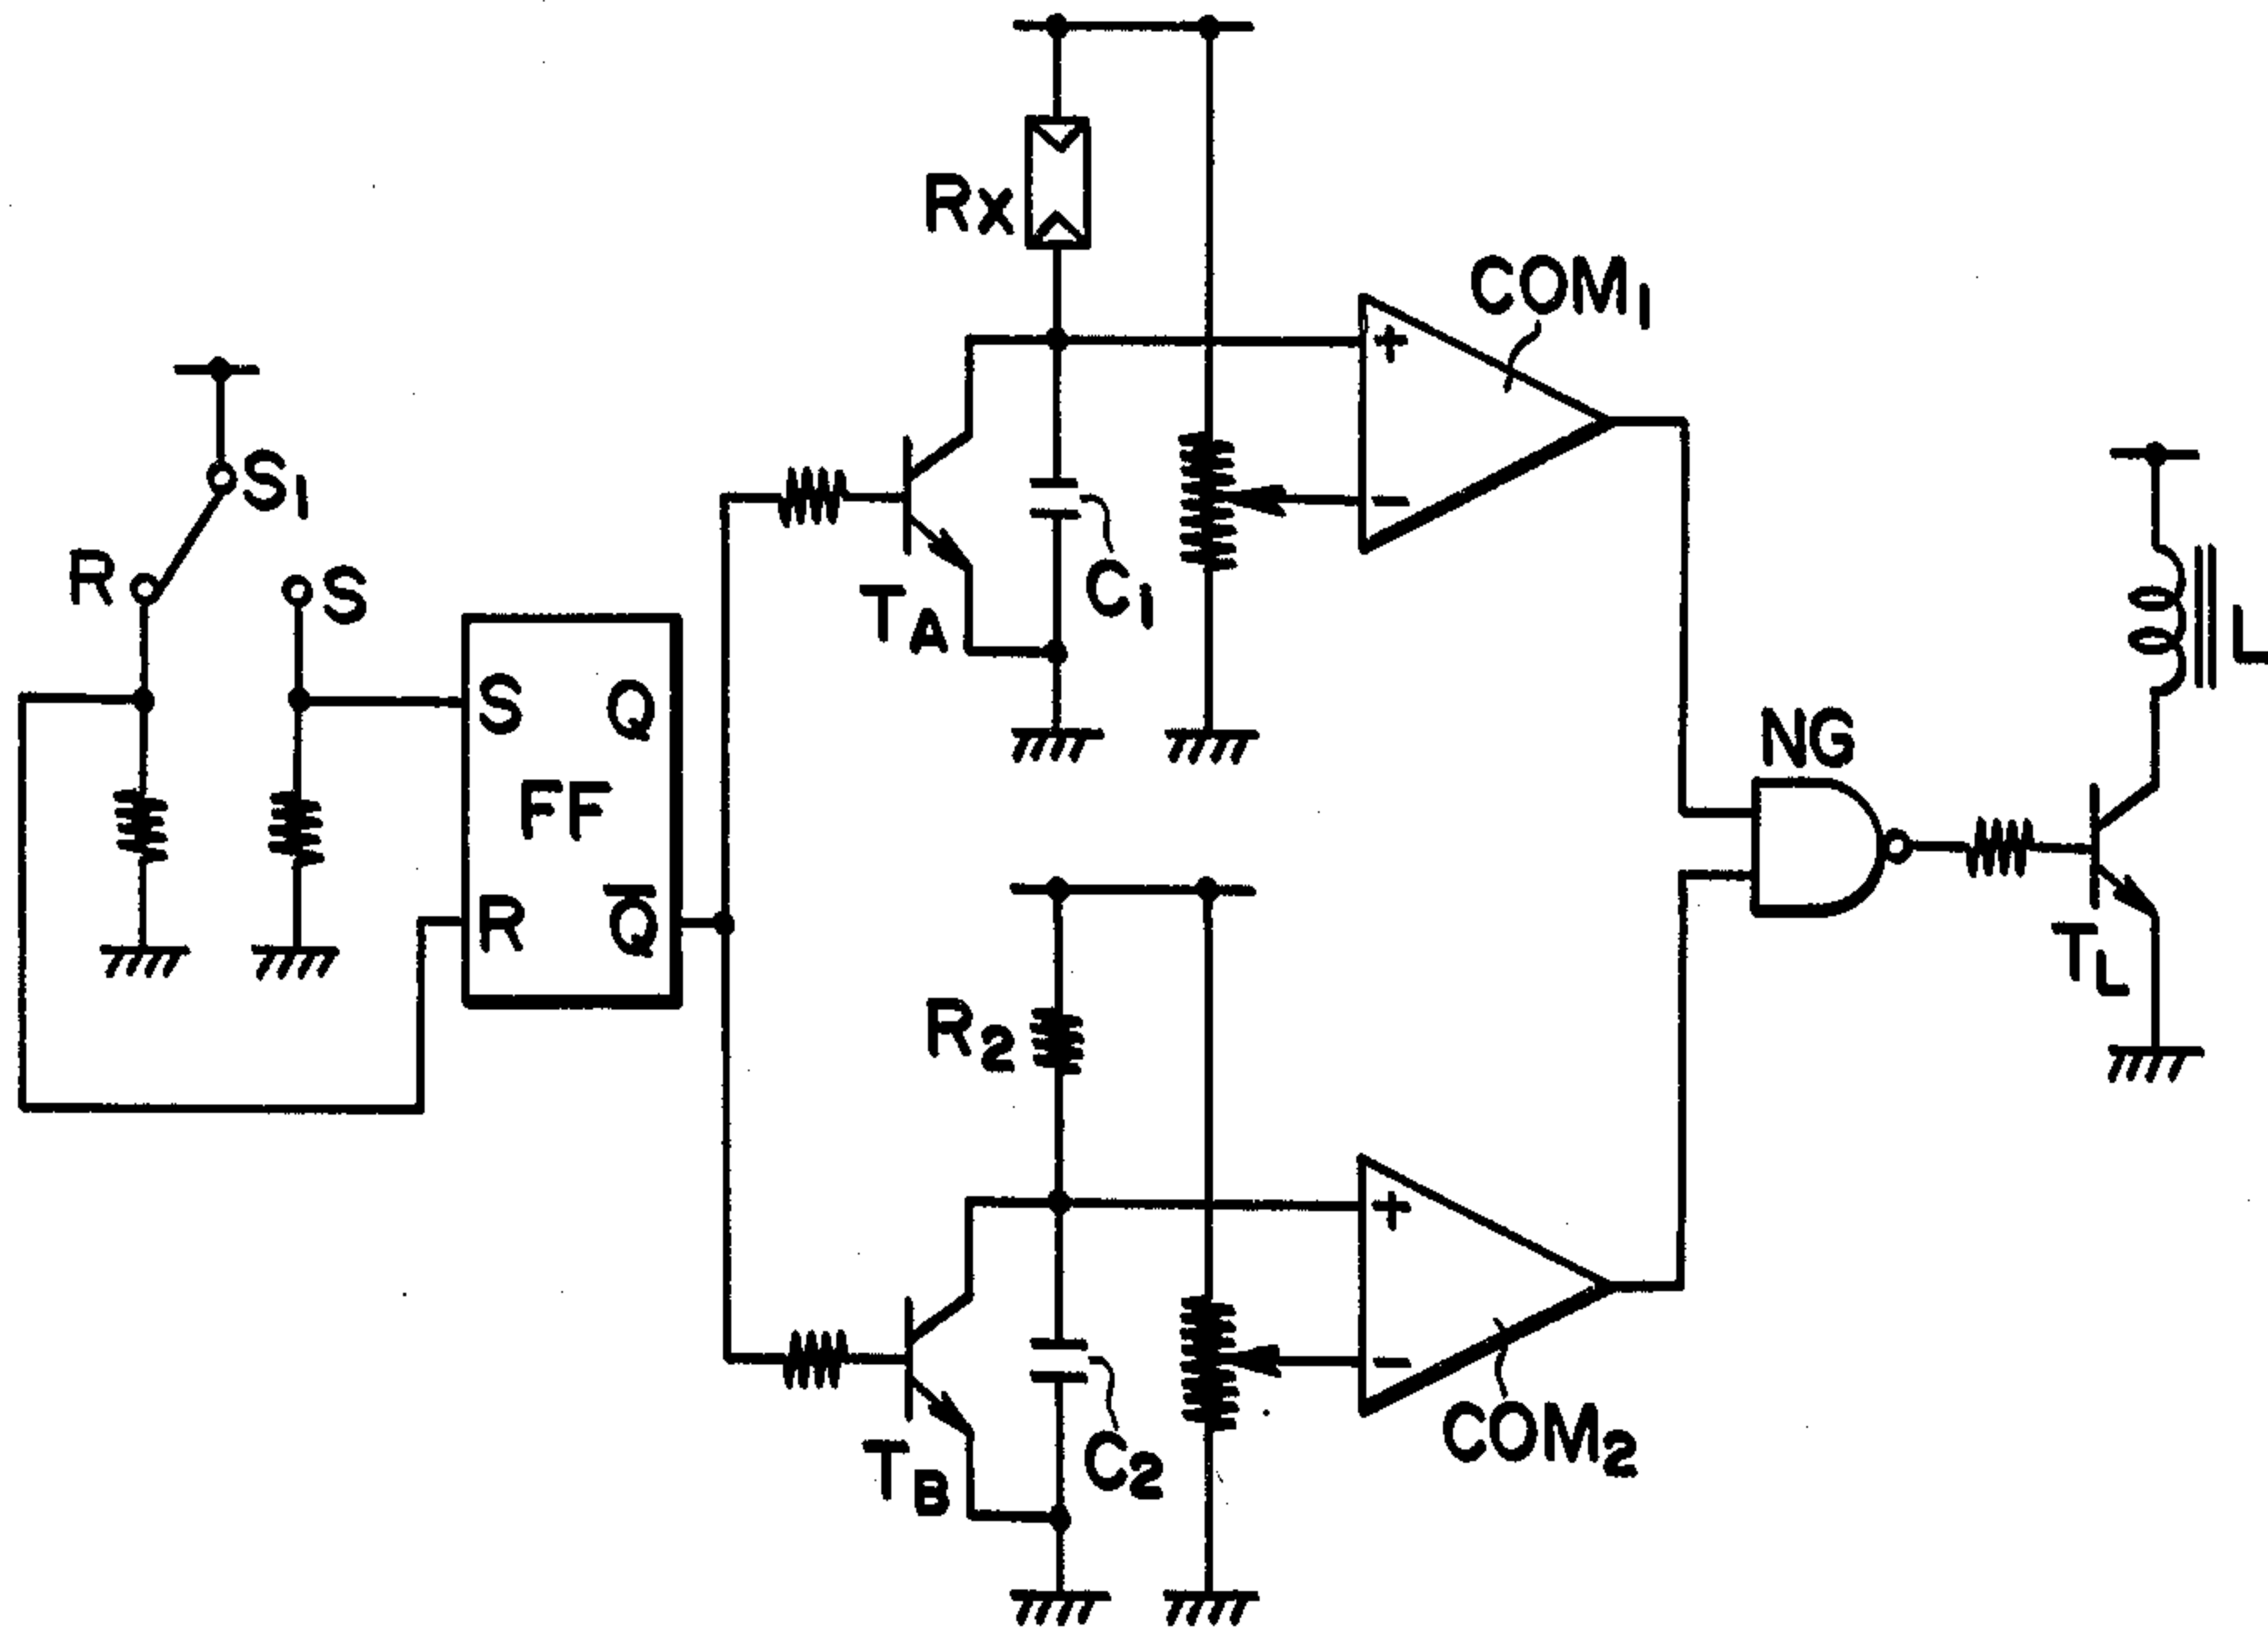 Rx
COM1
S1
R
S
C1
TA
S Q
FF
R Q̅
L
NG
TL
R2
C2
TB
COM2
+
−
+
−